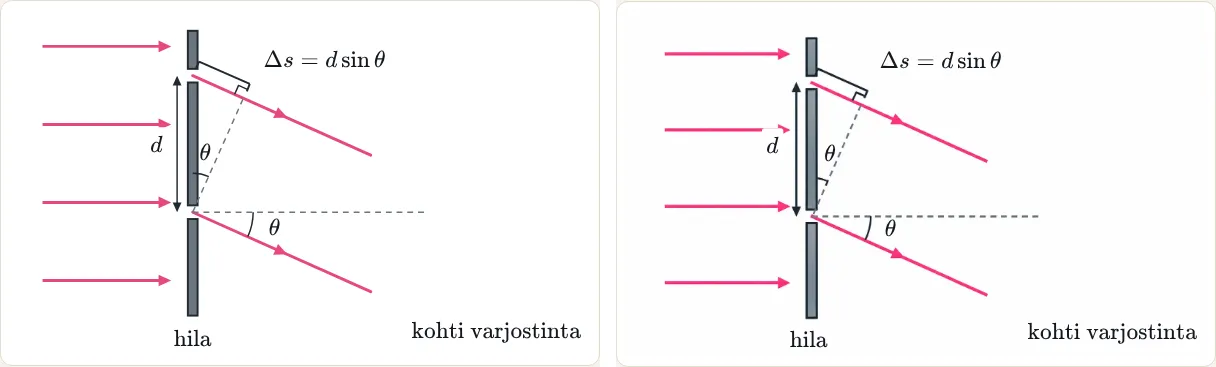 Δs = d sin θ
d
θ
θ
hila
kohti varjostinta
Δs = d sin θ
d
θ
θ
hila
kohti varjostinta